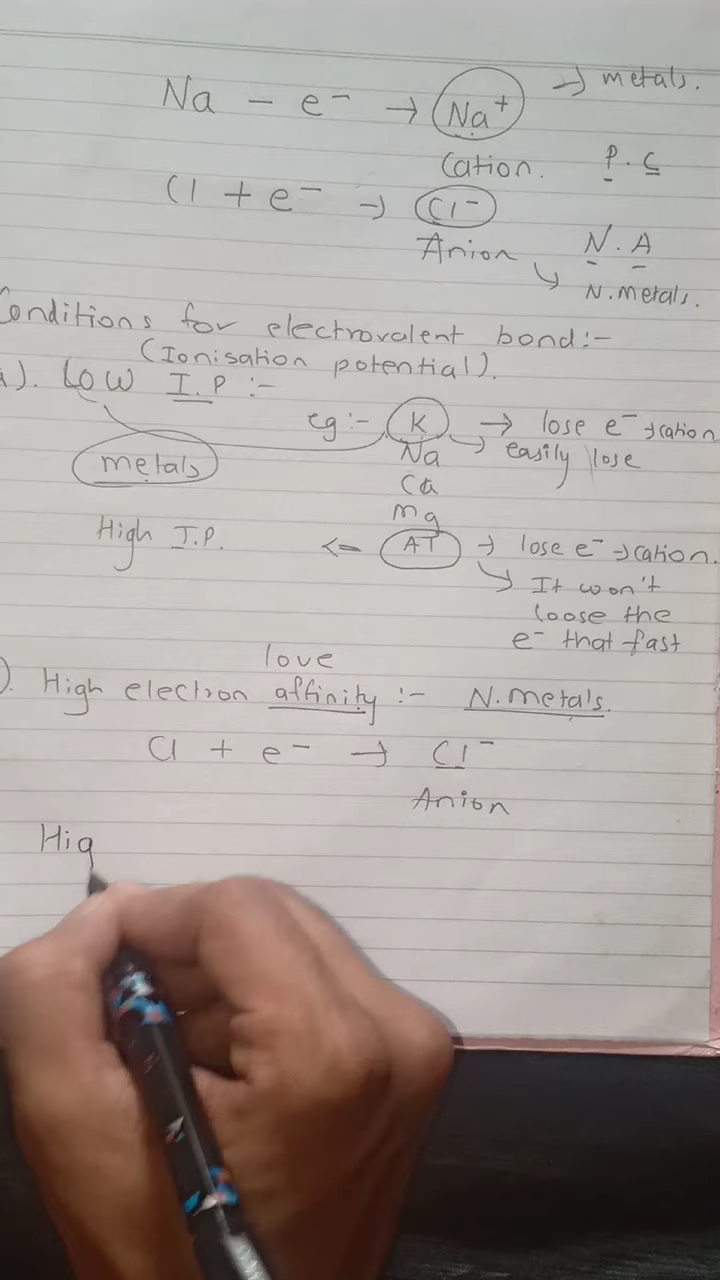 Na – e⁻ → Na⁺ → metals.
Cation. P. C
Cl + e⁻ → Cl⁻
Anion N. A
N. metals.
Conditions for electrovalent bond:-
(Ionisation potential).
a). Low I.P :-
eg :- K → lose e⁻ → cation
metals Na → easily lose
Ca
Mg
High I.P. <= Al → lose e⁻ → cation.
→ It won't
loose the
e⁻ that fast
love
). High electron affinity :- N. metals.
Cl + e⁻ → Cl⁻
Anion
Hig